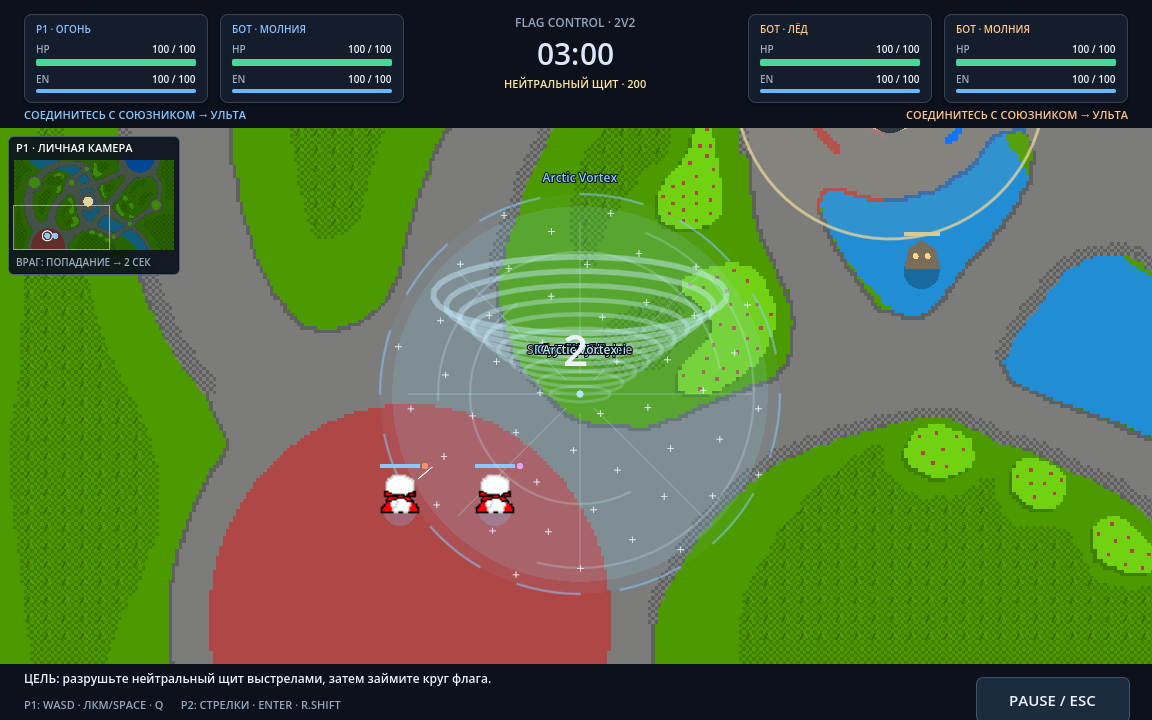 P1 · ОГОНЬ
HP 100 / 100
EN 100 / 100
БОТ · МОЛНИЯ
HP 100 / 100
EN 100 / 100
FLAG CONTROL · 2V2
03:00
НЕЙТРАЛЬНЫЙ ЩИТ · 200
БОТ · ЛЁД
HP 100 / 100
EN 100 / 100
БОТ · МОЛНИЯ
HP 100 / 100
EN 100 / 100
СОЕДИНИТЕСЬ С СОЮЗНИКОМ → УЛЬТА
СОЕДИНИТЕСЬ С СОЮЗНИКОМ → УЛЬТА
P1 · ЛИЧНАЯ КАМЕРА
ВРАГ: ПОПАДАНИЕ → 2 СЕК
Arctic Vortex
Arctic Vortex
2
ЦЕЛЬ: разрушьте нейтральный щит выстрелами, затем займите круг флага.
P1: WASD · ЛКМ/SPACE · Q P2: СТРЕЛКИ · ENTER · R.SHIFT
PAUSE / ESC